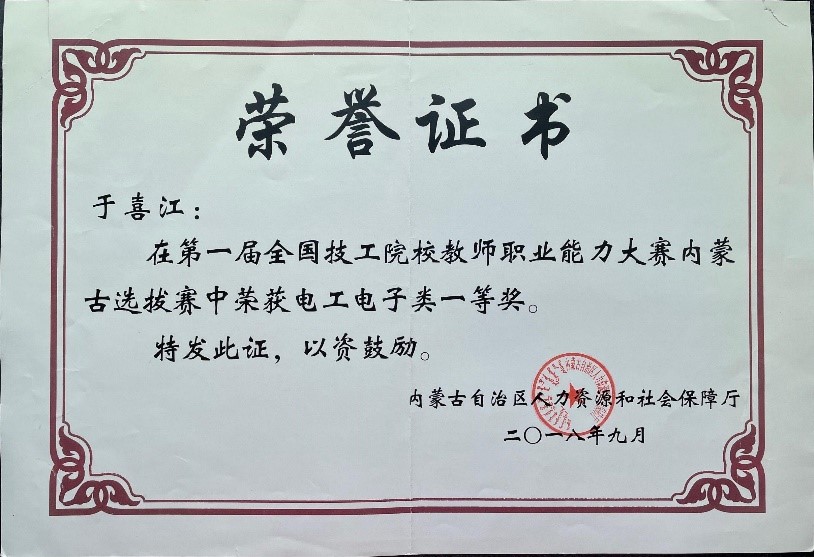 荣誉证书
于喜江：
在第一届全国技工院校教师职业能力大赛内蒙
古选拔赛中荣获电工电子类一等奖。
特发此证，以资鼓励。
内蒙古自治区人力资源和社会保障厅
二〇一八年九月